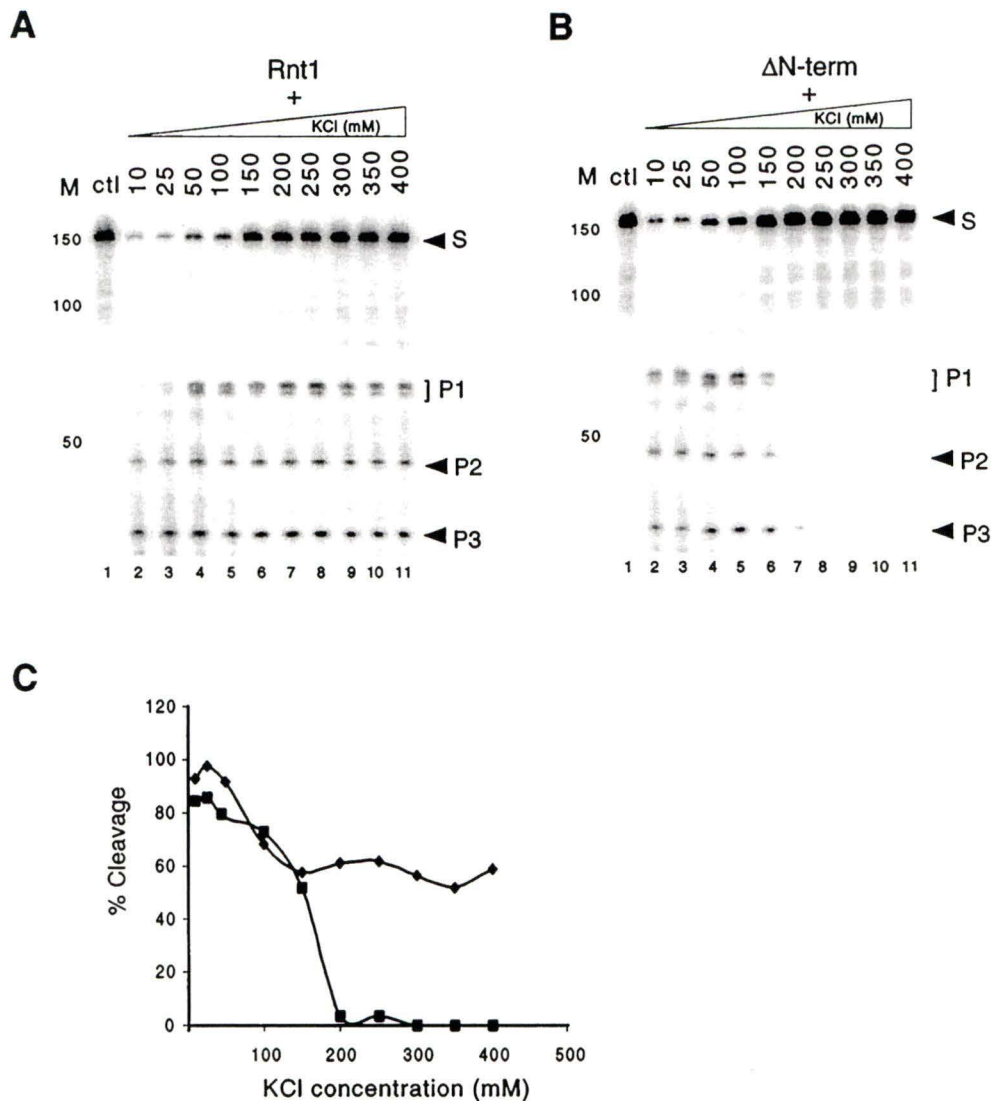 A
Rnt1
+
KCl (mM)
M ctl 10 25 50 100 150 200 250 300 350 400
150
S
100
P1
50
P2
P3
1 2 3 4 5 6 7 8 9 10 11
B
ΔN-term
+
KCl (mM)
M ctl 10 25 50 100 150 200 250 300 350 400
150
S
100
P1
50
P2
P3
1 2 3 4 5 6 7 8 9 10 11
C
120
100
80
60
40
20
0
% Cleavage
100 200 300 400 500
KCl concentration (mM)